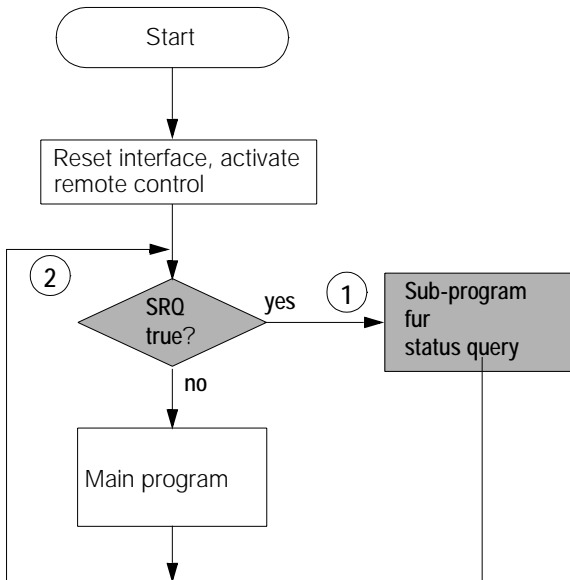 Start
Reset interface, activate
remote control
2
SRQ
true?
yes
1
Sub-program
fur
status query
no
Main program